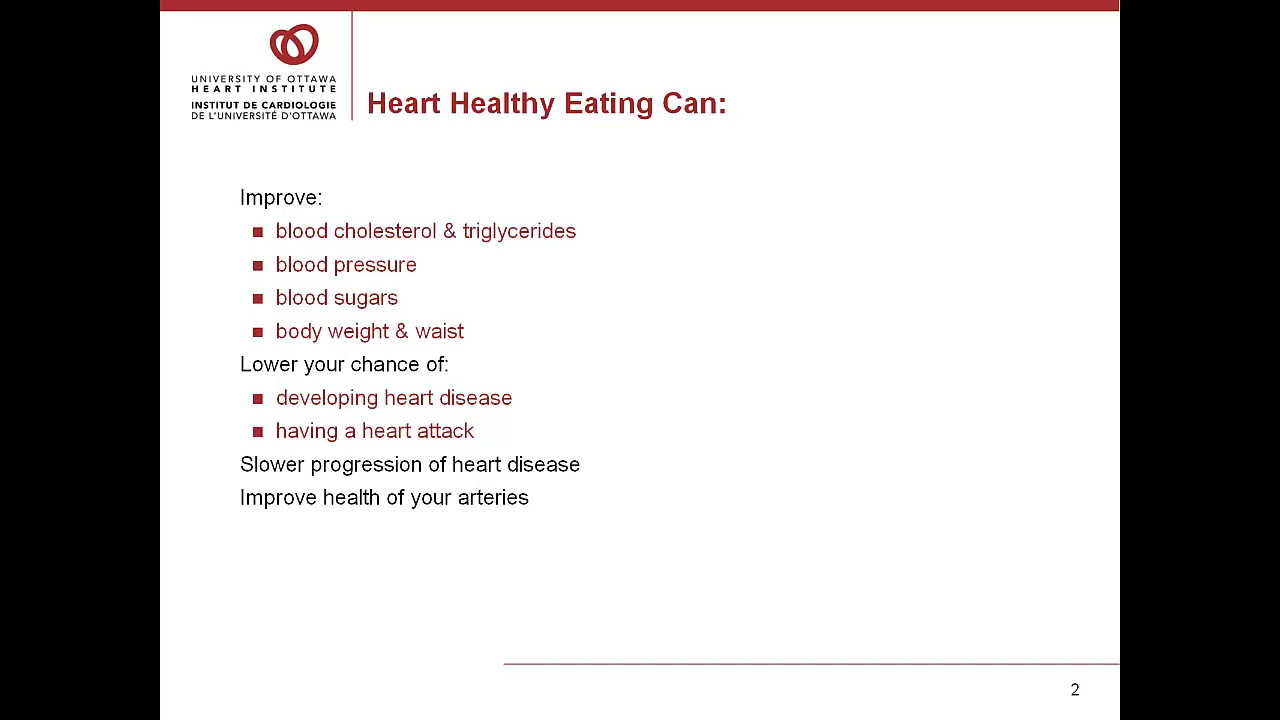 UNIVERSITY OF OTTAWA
HEART INSTITUTE
INSTITUT DE CARDIOLOGIE
DE L'UNIVERSITÉ D'OTTAWA
Heart Healthy Eating Can:
Improve:
blood cholesterol & triglycerides
blood pressure
blood sugars
body weight & waist
Lower your chance of:
developing heart disease
having a heart attack
Slower progression of heart disease
Improve health of your arteries
2